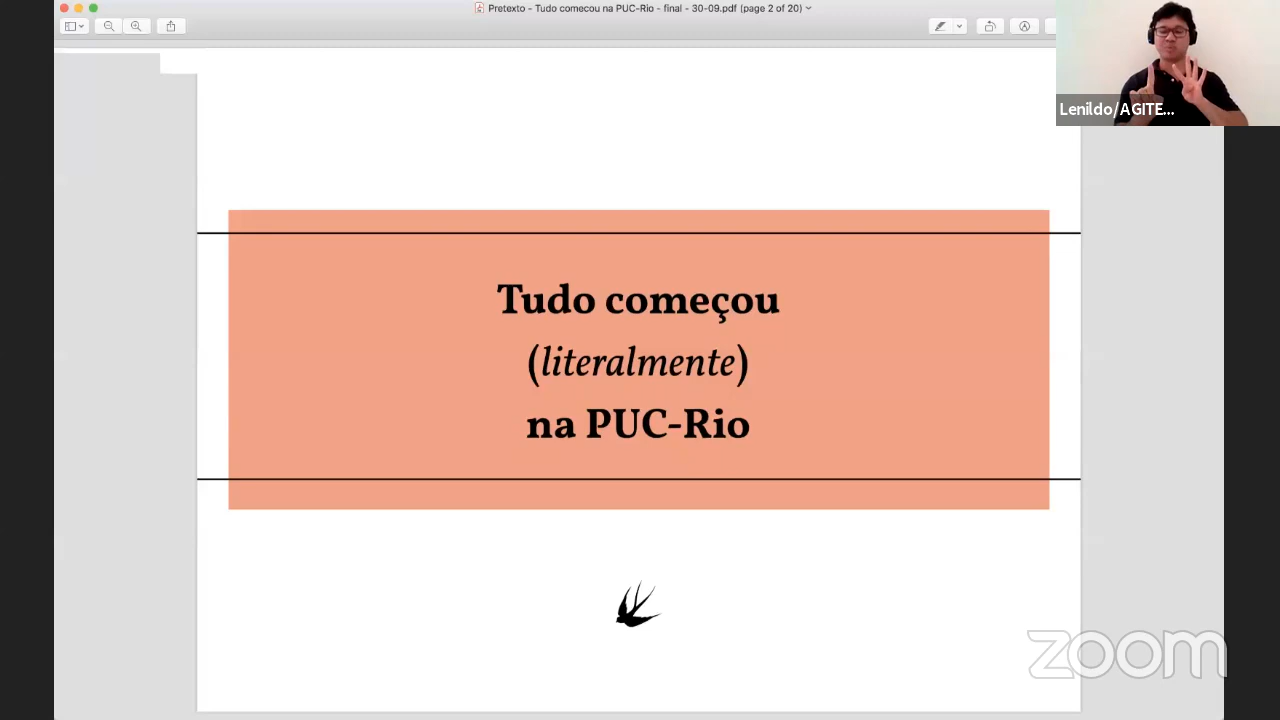 Pretexto - Tudo comecou na PUC-Rio - final - 30-09.pdf (page 2 of 20)
Lenildo/AGITE...
Tudo começou
(literalmente)
na PUC-Rio
zoom